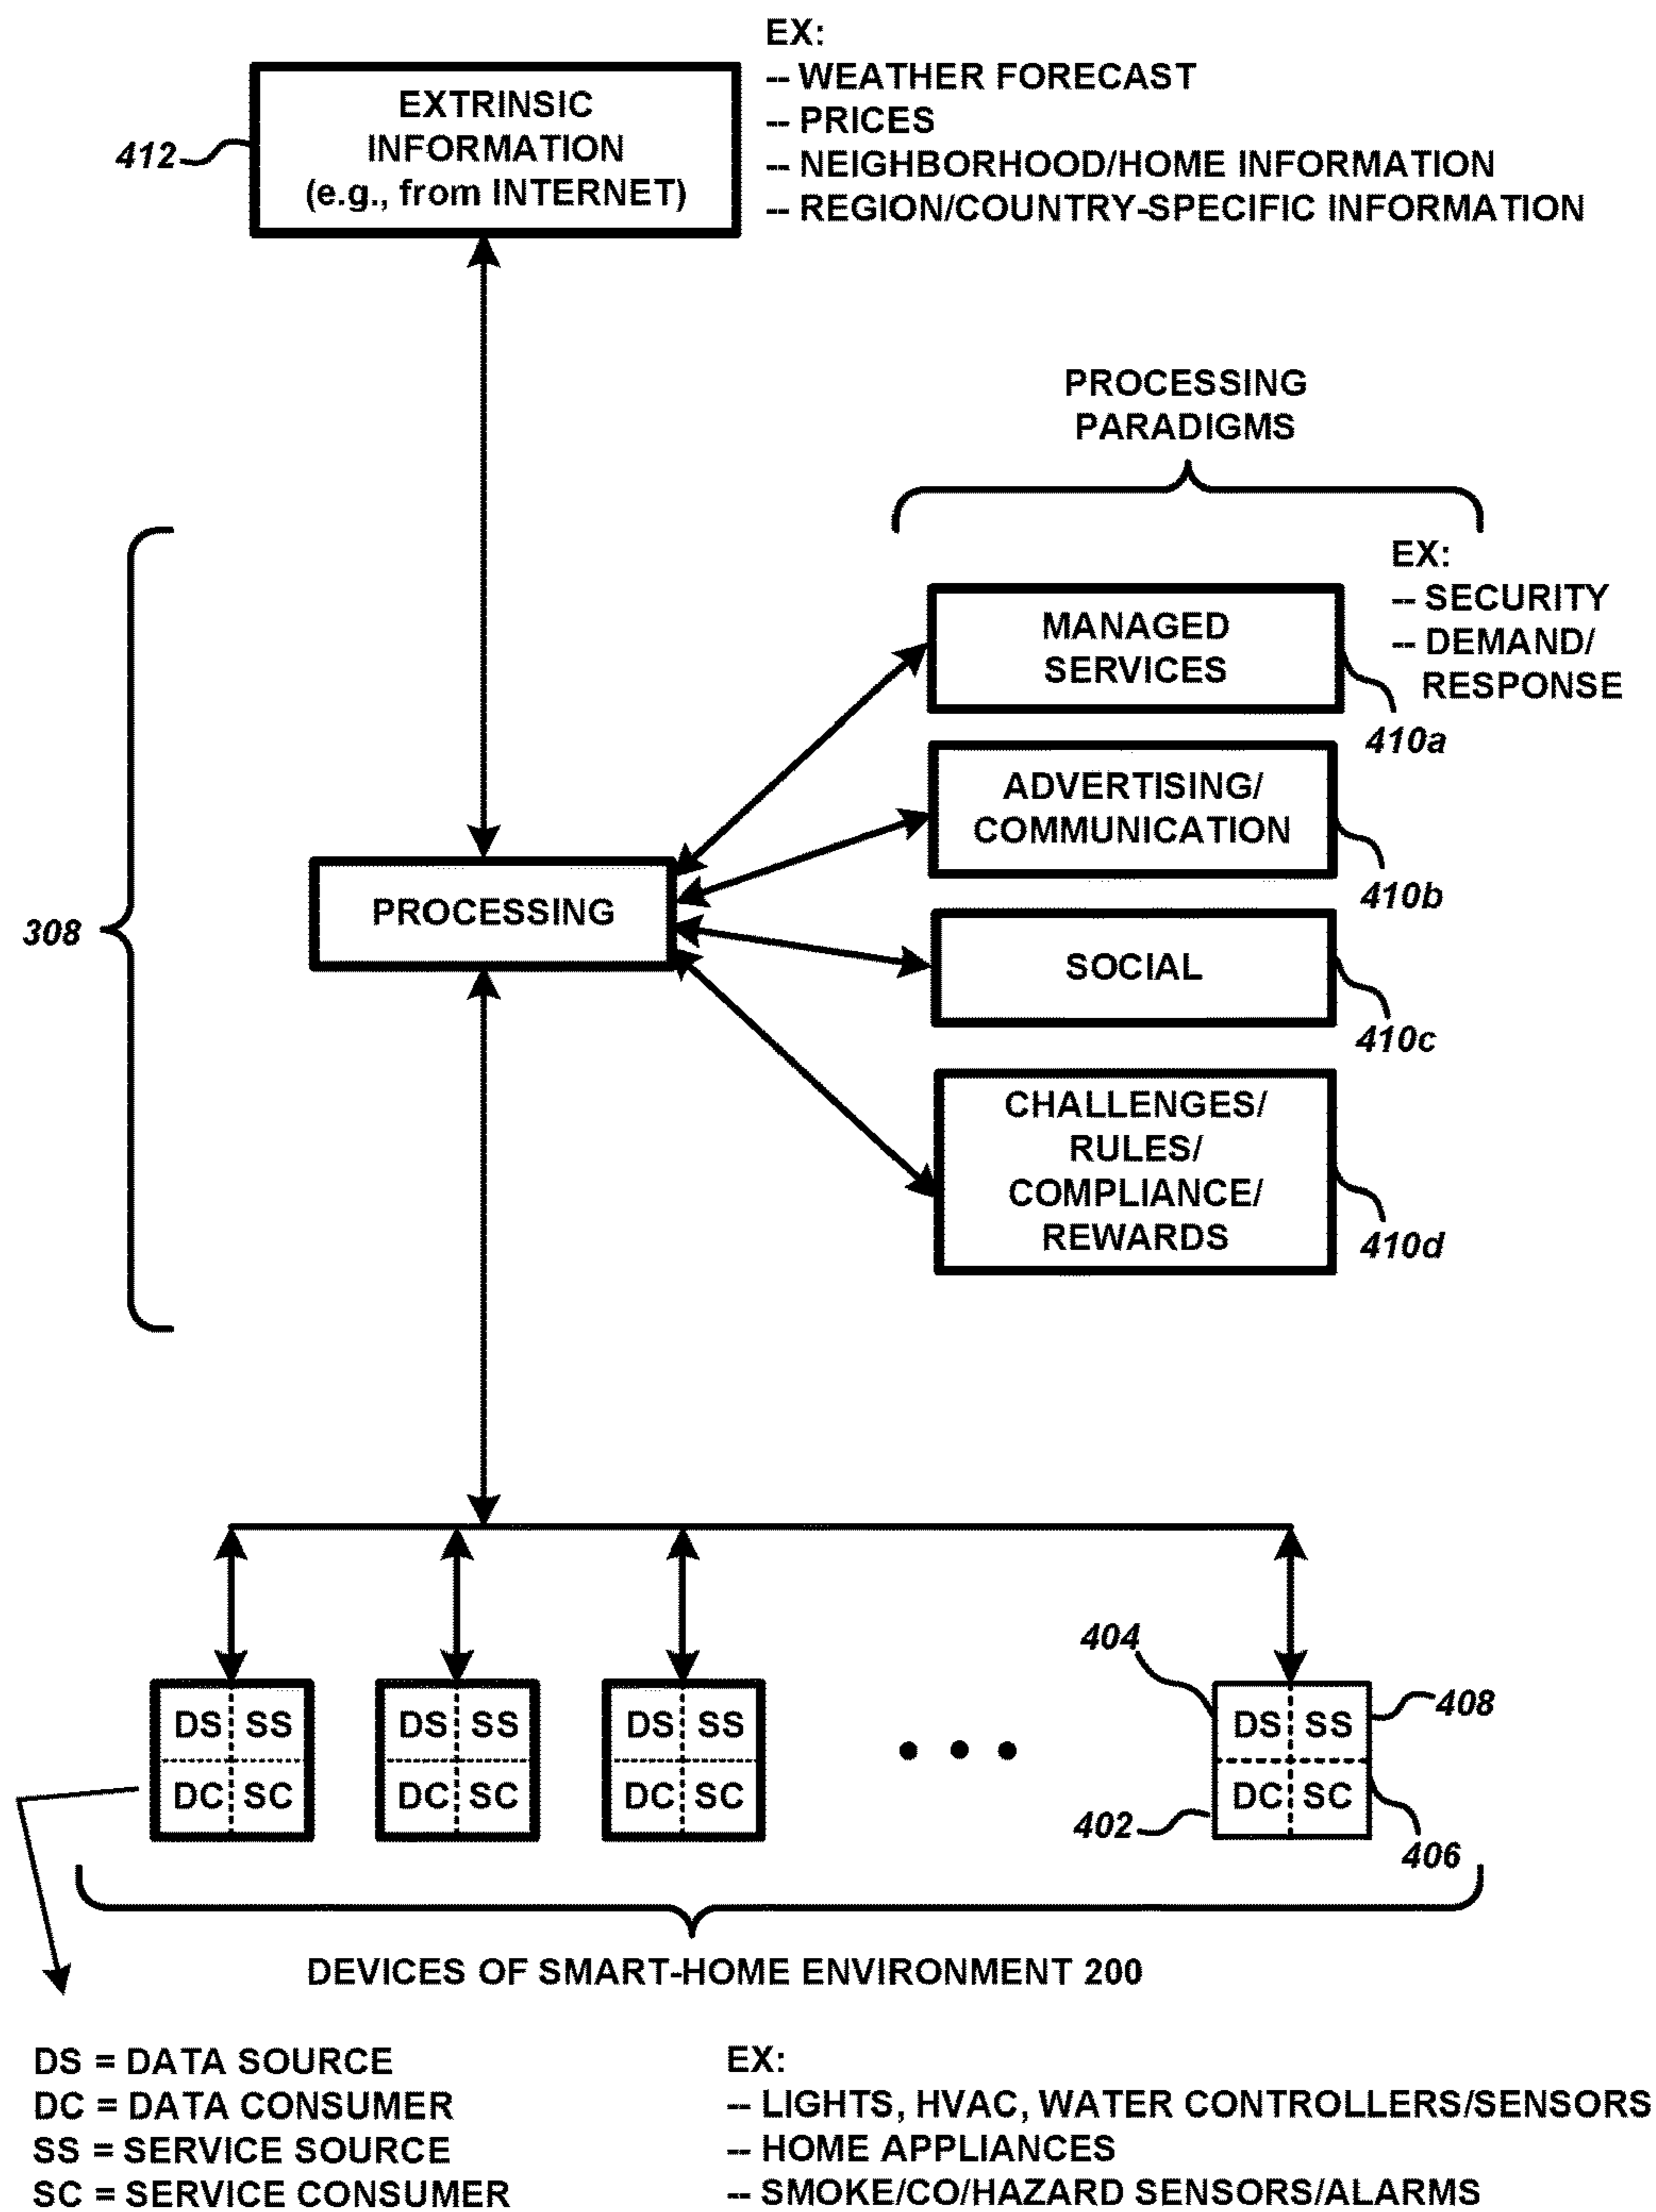 EX:
-- WEATHER FORECAST
-- PRICES
-- NEIGHBORHOOD/HOME INFORMATION
-- REGION/COUNTRY-SPECIFIC INFORMATION
EXTRINSIC
INFORMATION
(e.g., from INTERNET)
412
PROCESSING
PARADIGMS
EX:
-- SECURITY
-- DEMAND/
RESPONSE
MANAGED
SERVICES
410a
ADVERTISING/
COMMUNICATION
410b
308
PROCESSING
SOCIAL
410c
CHALLENGES/
RULES/
COMPLIANCE/
REWARDS
410d
404
408
DS SS
DC SC
DS SS
DC SC
DS SS
DC SC
DS SS
DC SC
402
406
DEVICES OF SMART-HOME ENVIRONMENT 200
DS = DATA SOURCE
DC = DATA CONSUMER
SS = SERVICE SOURCE
SC = SERVICE CONSUMER
EX:
-- LIGHTS, HVAC, WATER CONTROLLERS/SENSORS
-- HOME APPLIANCES
-- SMOKE/CO/HAZARD SENSORS/ALARMS